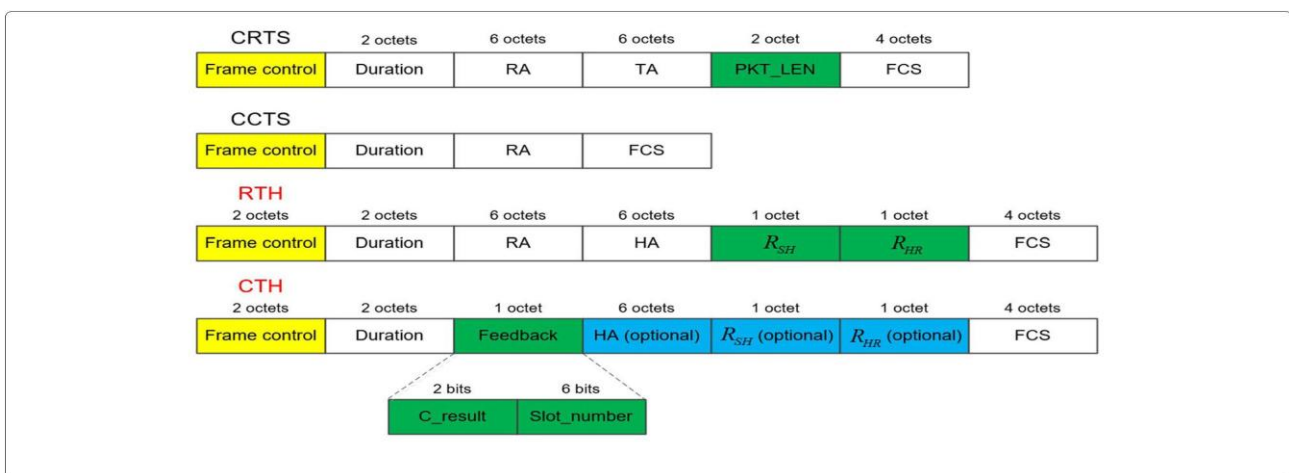 CRTS 2 octets 6 octets 6 octets 2 octet 4 octets
Frame control Duration RA TA PKT_LEN FCS
CCTS
Frame control Duration RA FCS
RTH
2 octets 2 octets 6 octets 6 octets 1 octet 1 octet 4 octets
Frame control Duration RA HA R_SH R_HR FCS
CTH
2 octets 2 octets 1 octet 6 octets 1 octet 1 octet 4 octets
Frame control Duration Feedback HA (optional) R_SH (optional) R_HR (optional) FCS
2 bits 6 bits
C_result Slot_number